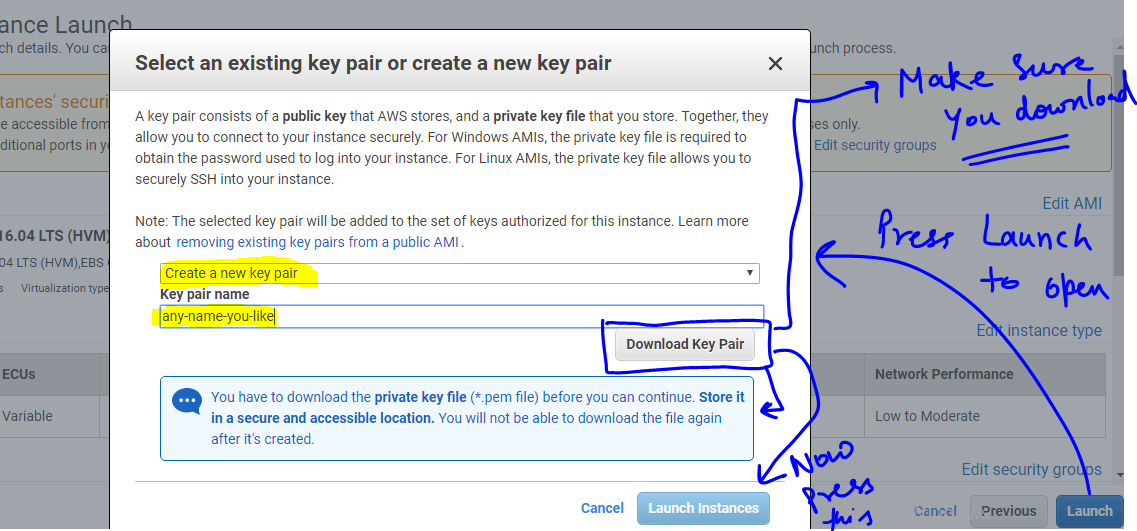 ance Launch
ch details. You ca
unch process.
Select an existing key pair or create a new key pair
Make Sure
you download
tances' securi
e accessible from
ses only.
ditional ports in yo
Edit security groups
A key pair consists of a public key that AWS stores, and a private key file that you store. Together, they
allow you to connect to your instance securely. For Windows AMIs, the private key file is required to
obtain the password used to log into your instance. For Linux AMIs, the private key file allows you to
securely SSH into your instance.
Edit AMI
Note: The selected key pair will be added to the set of keys authorized for this instance. Learn more
about removing existing key pairs from a public AMI.
Press Launch
to open
16.04 LTS (HVM)
04 LTS (HVM),EBS
s Virtualization type
Create a new key pair
Key pair name
any-name-you-like
Edit instance type
Download Key Pair
ECUs
Network Performance
Variable
Low to Moderate
You have to download the private key file (*.pem file) before you can continue. Store it
in a secure and accessible location. You will not be able to download the file again
after it's created.
Now
Press
this
Edit security groups
Cancel
Launch Instances
Cancel
Previous
Launch